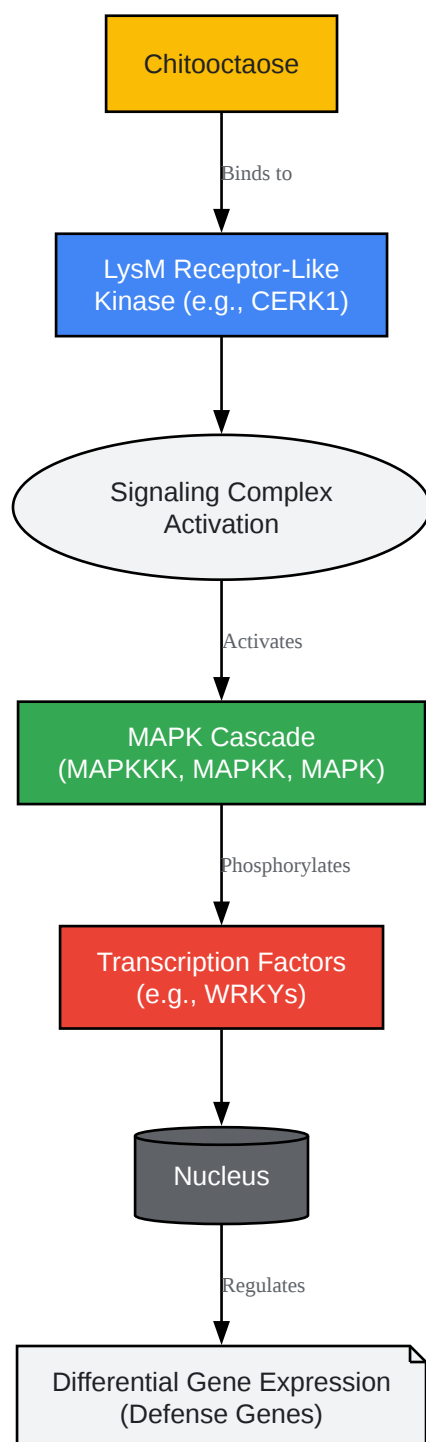 Chitooctaose
Binds to
LysM Receptor-Like
Kinase (e.g., CERK1)
Signaling Complex
Activation
Activates
MAPK Cascade
(MAPKKK, MAPKK, MAPK)
Phosphorylates
Transcription Factors
(e.g., WRKYs)
Nucleus
Regulates
Differential Gene Expression
(Defense Genes)